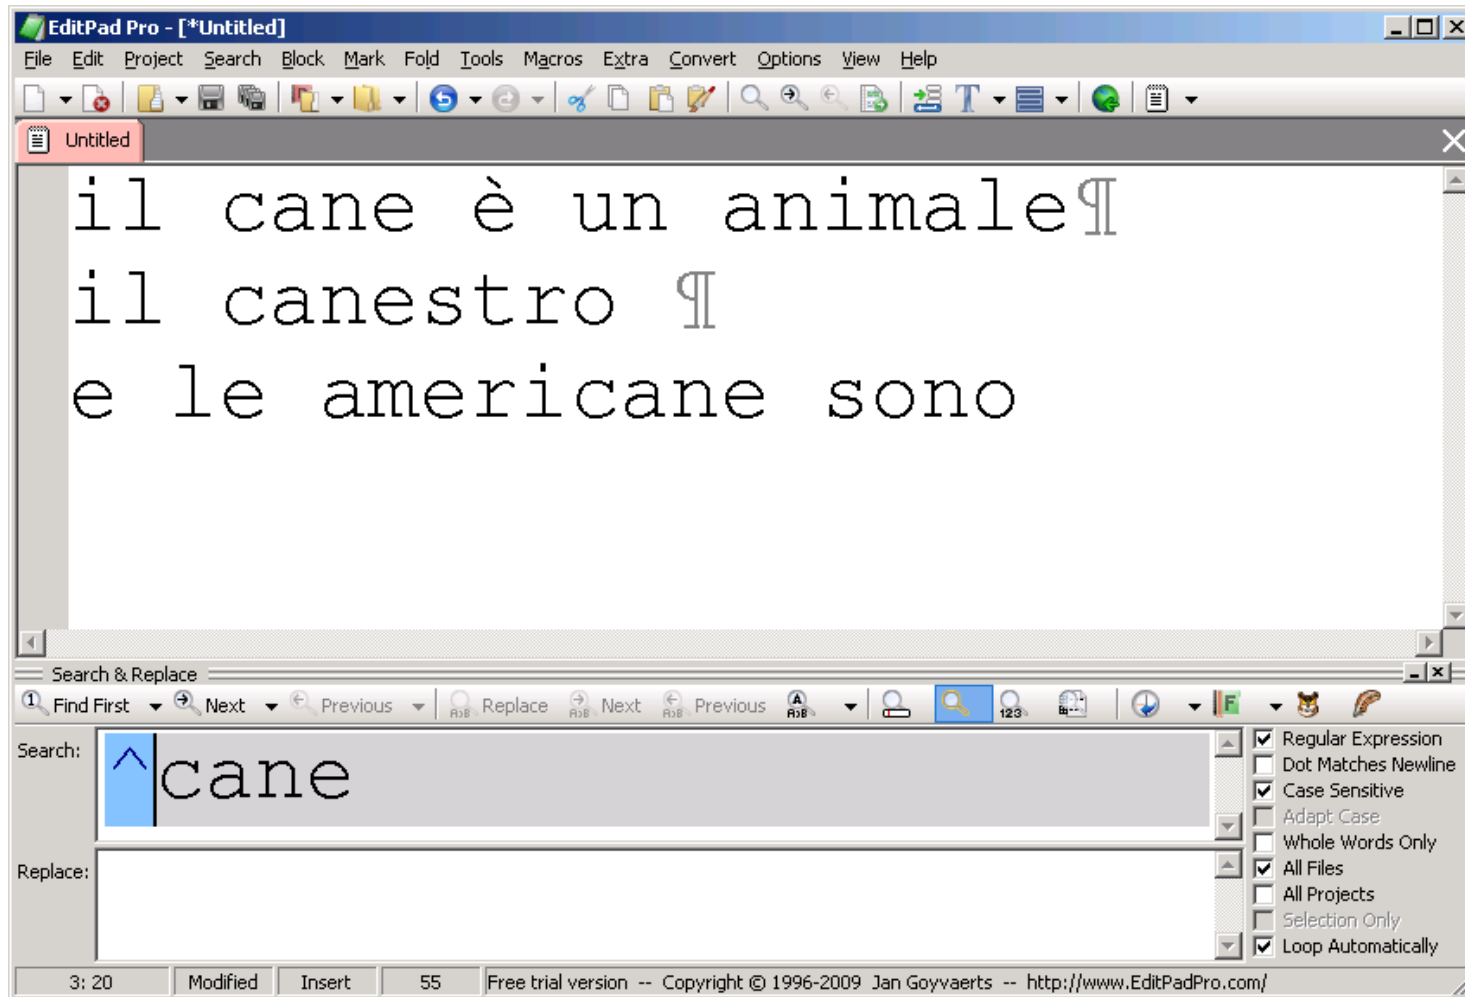 EditPad Pro - [*Untitled]
File Edit Project Search Block Mark Fold Tools Macros Extra Convert Options View Help
Untitled
il cane è un animale¶
il canestro ¶
e le americane sono
Search & Replace
Find First Next Previous Replace Next Previous
Search:
^cane
Replace:
Regular Expression
Dot Matches Newline
Case Sensitive
Adapt Case
Whole Words Only
All Files
All Projects
Selection Only
Loop Automatically
3: 20 Modified Insert 55 Free trial version -- Copyright © 1996-2009 Jan Goyvaerts -- http://www.EditPadPro.com/